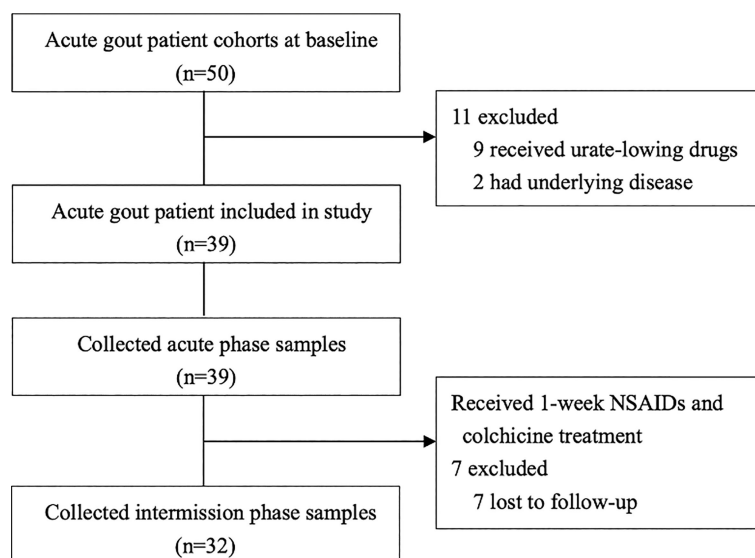 Acute gout patient cohorts at baseline
(n=50)
11 excluded
9 received urate-lowing drugs
2 had underlying disease
Acute gout patient included in study
(n=39)
Collected acute phase samples
(n=39)
Received 1-week NSAIDs and
colchicine treatment
7 excluded
7 lost to follow-up
Collected intermission phase samples
(n=32)